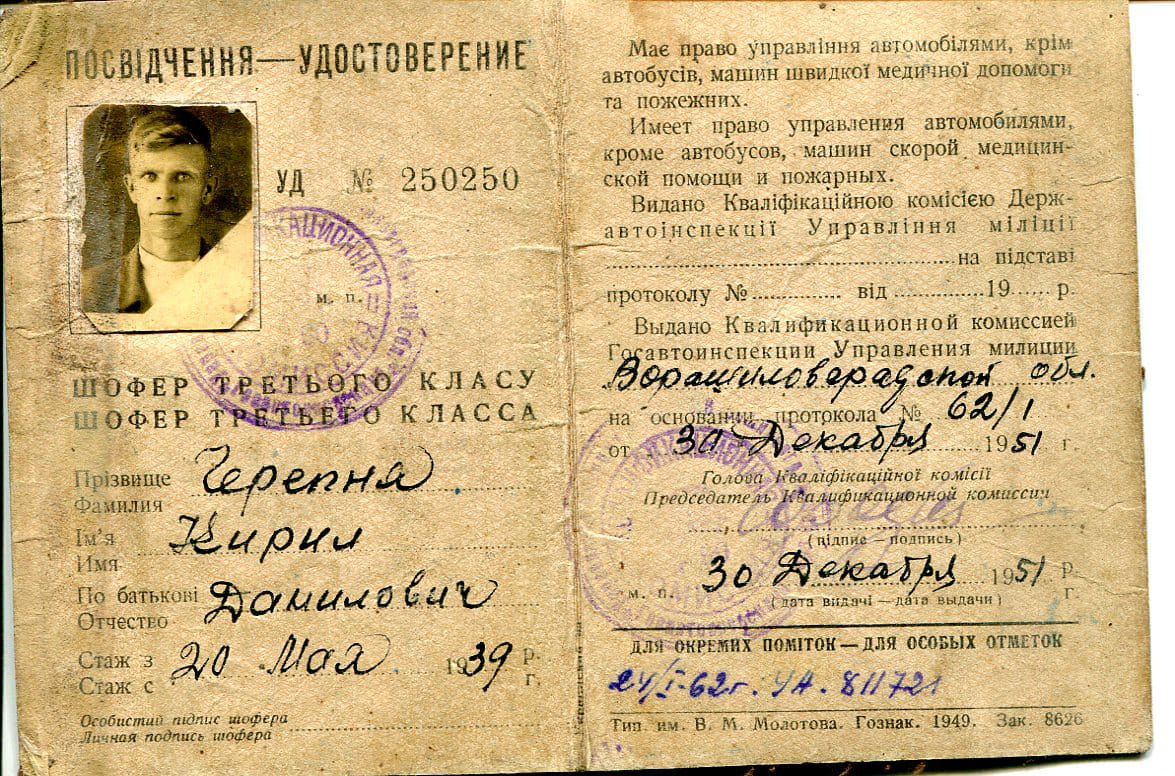 ПОСВІДЧЕННЯ—УДОСТОВЕРЕНИЕ
УД № 250250
м. п.
ШОФЕР ТРЕТЬОГО КЛАСУ
ШОФЕР ТРЕТЬЕГО КЛАССА
Прізвище
Фамилия
Черепня
Ім'я
Имя
Кирил
По батькові
Отчество
Данилович
Стаж з
Стаж с
20 Мая 1939 р.
г.
Особистий підпис шофера
Личная подпись шофера
Має право управління автомобілями, крім
автобусів, машин швидкої медичної допомоги
та пожежних.
Имеет право управления автомобилями,
кроме автобусов, машин скорой медицин-
ской помощи и пожарных.
Видано Кваліфікаційною комісією Держ-
автоінспекції Управління міліції
на підставі
протоколу № від 19 р.
Выдано Квалификационной комиссией
Госавтоинспекции Управления милиции
Ворашиловградской обл.
на основании протокола № 62/1
от 30 Декабря 1951 г.
Голова Кваліфікаційної комісії
Председатель Квалификационной комиссии
(підпис — подпись)
30 Декабря 1951 р.
г.
м. п. (дата видачі — дата выдачи)
ДЛЯ ОКРЕМИХ ПОМІТОК—ДЛЯ ОСОБЫХ ОТМЕТОК
24/I-62г. УА. 811721
Тип. им. В. М. Молотова. Гознак. 1949. Зак. 8626